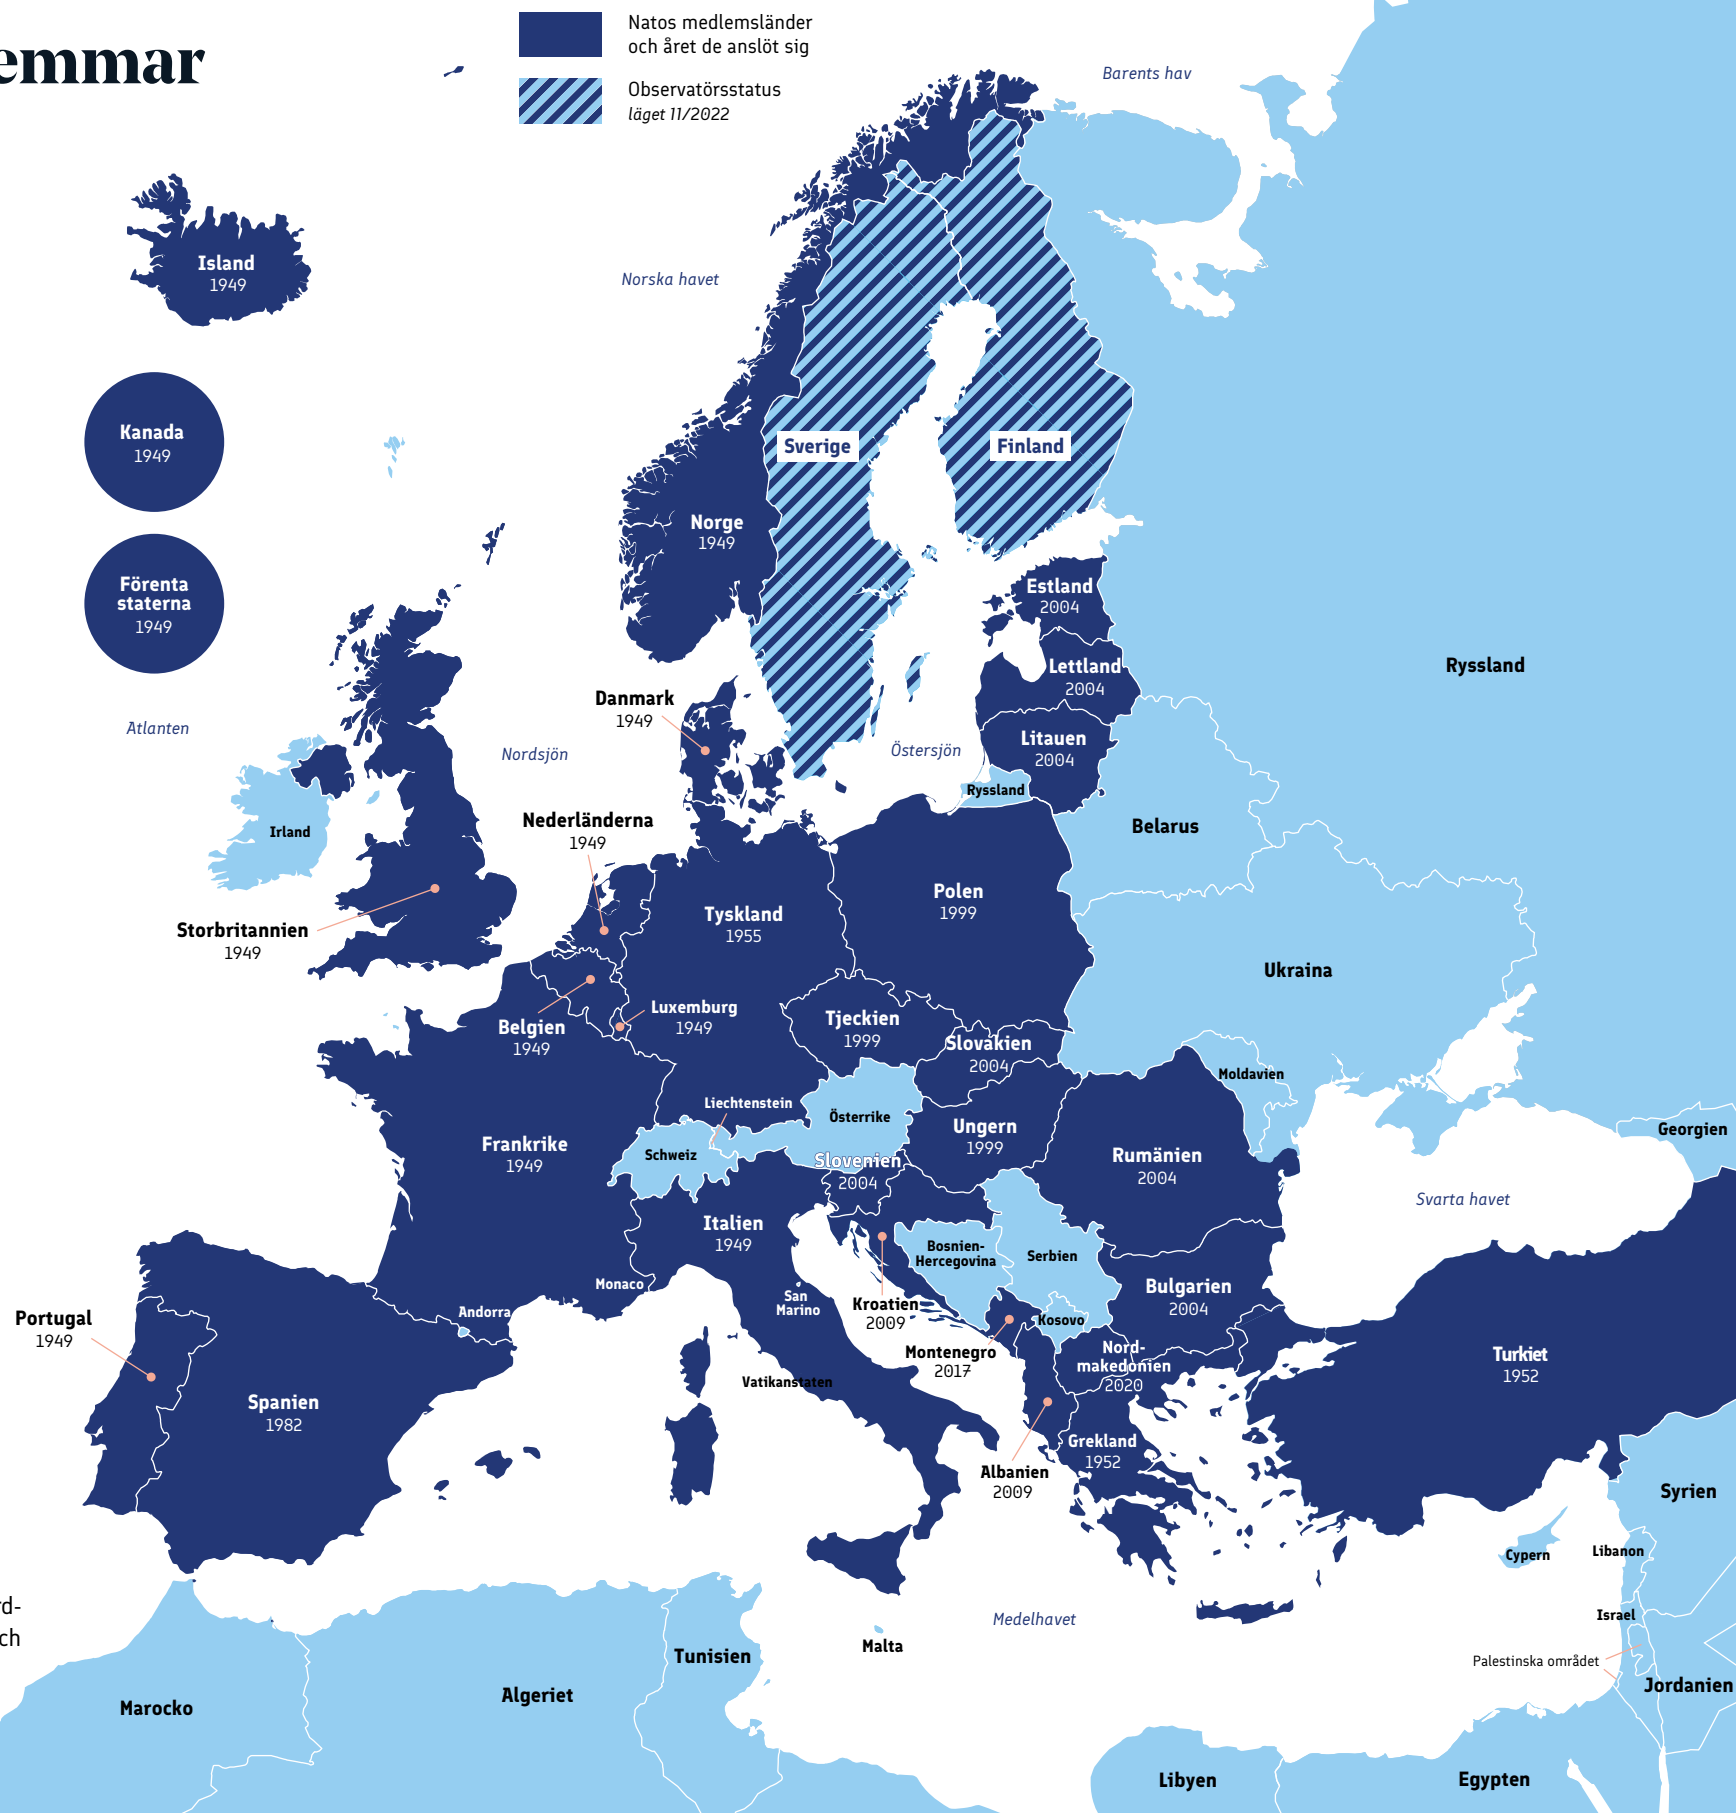 emmar
Natos medlemsländer
och året de anslöt sig
Observatörsstatus
läget 11/2022
Barents hav
Island
1949
Norska havet
Kanada
1949
Sverige
Finland
Norge
1949
Förenta
staterna
1949
Estland
2004
Lettland
2004
Ryssland
Danmark
1949
Atlanten
Nordsjön
Östersjön
Litauen
2004
Ryssland
Nederländerna
1949
Irland
Belarus
Polen
1999
Tyskland
1955
Storbritannien
1949
Ukraina
Luxemburg
1949
Belgien
1949
Tjeckien
1999
Slovakien
2004
Moldavien
Liechtenstein
Österrike
Ungern
1999
Georgien
Frankrike
1949
Schweiz
Slovenien
2004
Rumänien
2004
Svarta havet
Italien
1949
Bosnien-
Hercegovina
Serbien
Monaco
San
Marino
Bulgarien
2004
Andorra
Kroatien
2009
Kosovo
Portugal
1949
Montenegro
2017
Nord-
makedonien
2020
Turkiet
1952
Vatikanstaten
Spanien
1982
Grekland
1952
Albanien
2009
Syrien
Cypern
Libanon
rd-
ch
Medelhavet
Israel
Malta
Tunisien
Palestinska området
Jordanien
Algeriet
Marocko
Libyen
Egypten